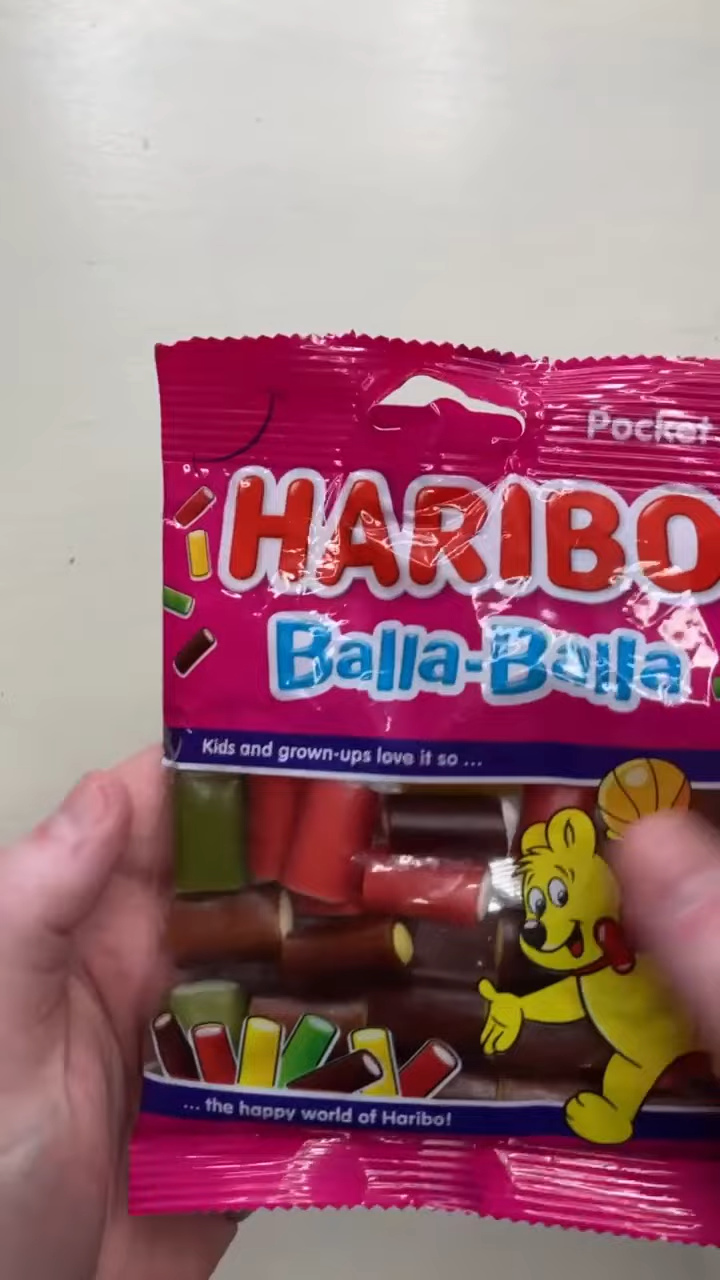 Pocket
HARIBO
Balla-Balla
Kids and grown-ups love it so ...
... the happy world of Haribo!